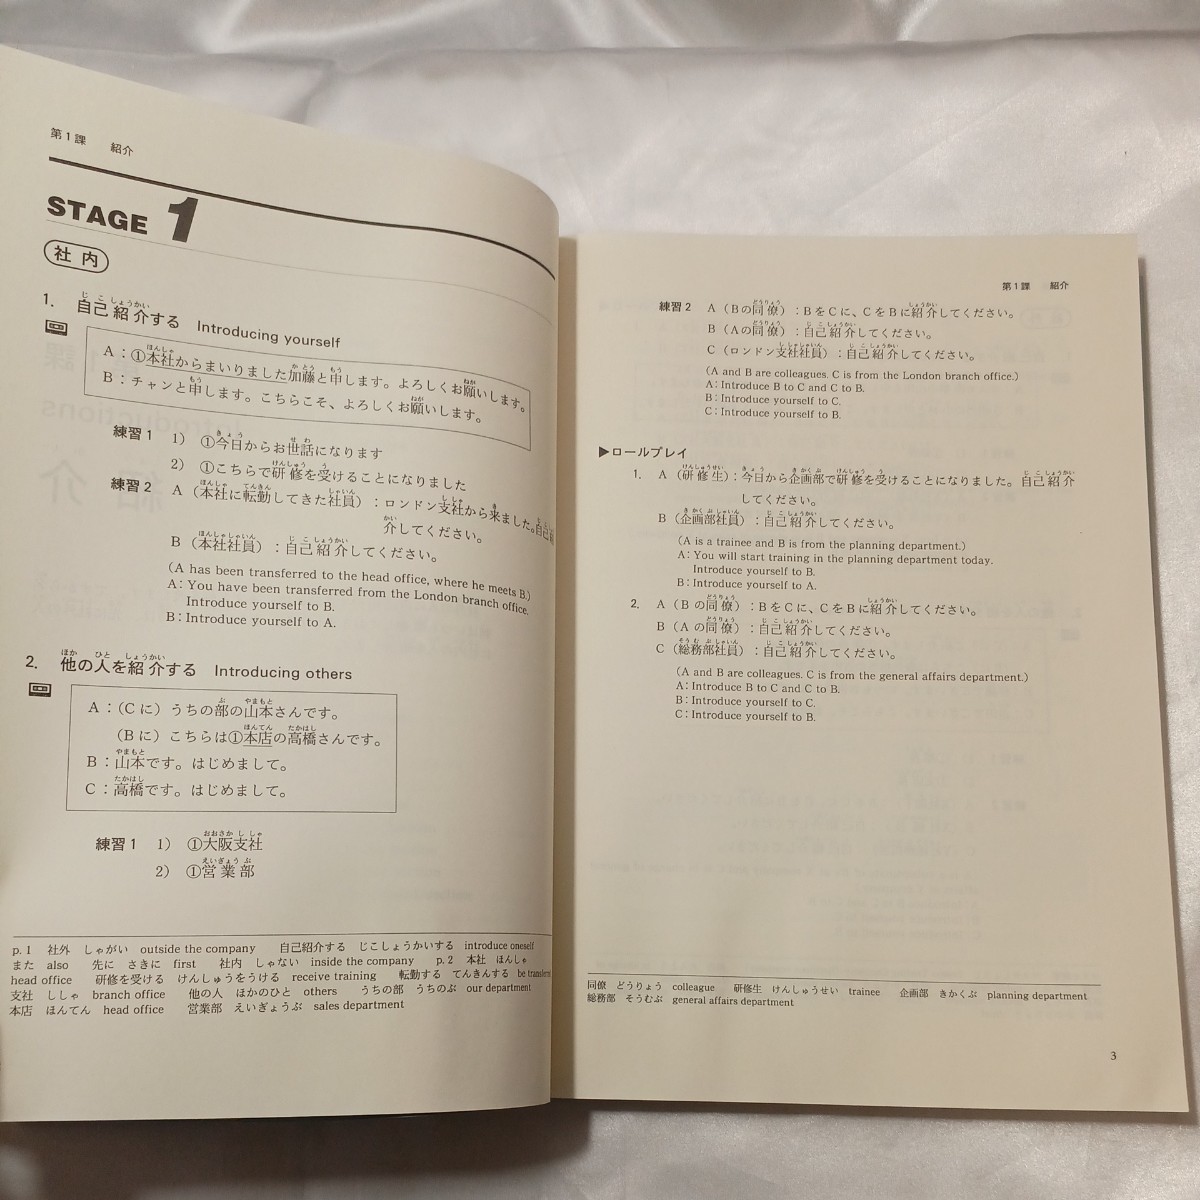 第1課　紹介
STAGE 1
社内
1. 自己紹介する Introducing yourself
A：①本社からまいりました加藤と申します。よろしくお願いします。
B：チャンと申します。こちらこそ、よろしくお願いします。
練習1　1)　①今日からお世話になります
2)　①こちらで研修を受けることになりました
練習2　A（本社に転勤してきた社員）：ロンドン支社から来ました。自己紹
介してください。
B（本社社員）：自己紹介してください。
(A has been transferred to the head office, where he meets B.)
A: You have been transferred from the London branch office.
Introduce yourself to B.
B: Introduce yourself to A.
2. 他の人を紹介する Introducing others
A：（Cに）うちの部の山本さんです。
（Bに）こちらは①本店の高橋さんです。
B：山本です。はじめまして。
C：高橋です。はじめまして。
練習1　1)　①大阪支社
2)　①営業部
p.1　社外　しゃがい　outside the company　自己紹介する　じこしょうかいする　introduce oneself
また　also　先に　さきに　first　社内　しゃない　inside the company　p.2　本社　ほんしゃ
head office　研修を受ける　けんしゅうをうける　receive training　転勤する　てんきんする　be transferred
支社　ししゃ　branch office　他の人　ほかのひと　others　うちの部　うちのぶ　our department
本店　ほんてん　head office　営業部　えいぎょうぶ　sales department
第1課　紹介
練習2　A（Bの同僚）：BをCに、CをBに紹介してください。
B（Aの同僚）：自己紹介してください。
C（ロンドン支社社員）：自己紹介してください。
(A and B are colleagues. C is from the London branch office.)
A: Introduce B to C and C to B.
B: Introduce yourself to C.
C: Introduce yourself to B.
▶ロールプレイ
1.　A（研修生）：今日から企画部で研修を受けることになりました。自己紹介
してください。
B（企画部社員）：自己紹介してください。
(A is a trainee and B is from the planning department.)
A: You will start training in the planning department today.
Introduce yourself to B.
B: Introduce yourself to A.
2.　A（Bの同僚）：BをCに、CをBに紹介してください。
B（Aの同僚）：自己紹介してください。
C（総務部社員）：自己紹介してください。
(A and B are colleagues. C is from the general affairs department.)
A: Introduce B to C and C to B.
B: Introduce yourself to C.
C: Introduce yourself to B.
同僚　どうりょう　colleague　研修生　けんしゅうせい　trainee　企画部　きかくぶ　planning department
総務部　そうむぶ　general affairs department
3